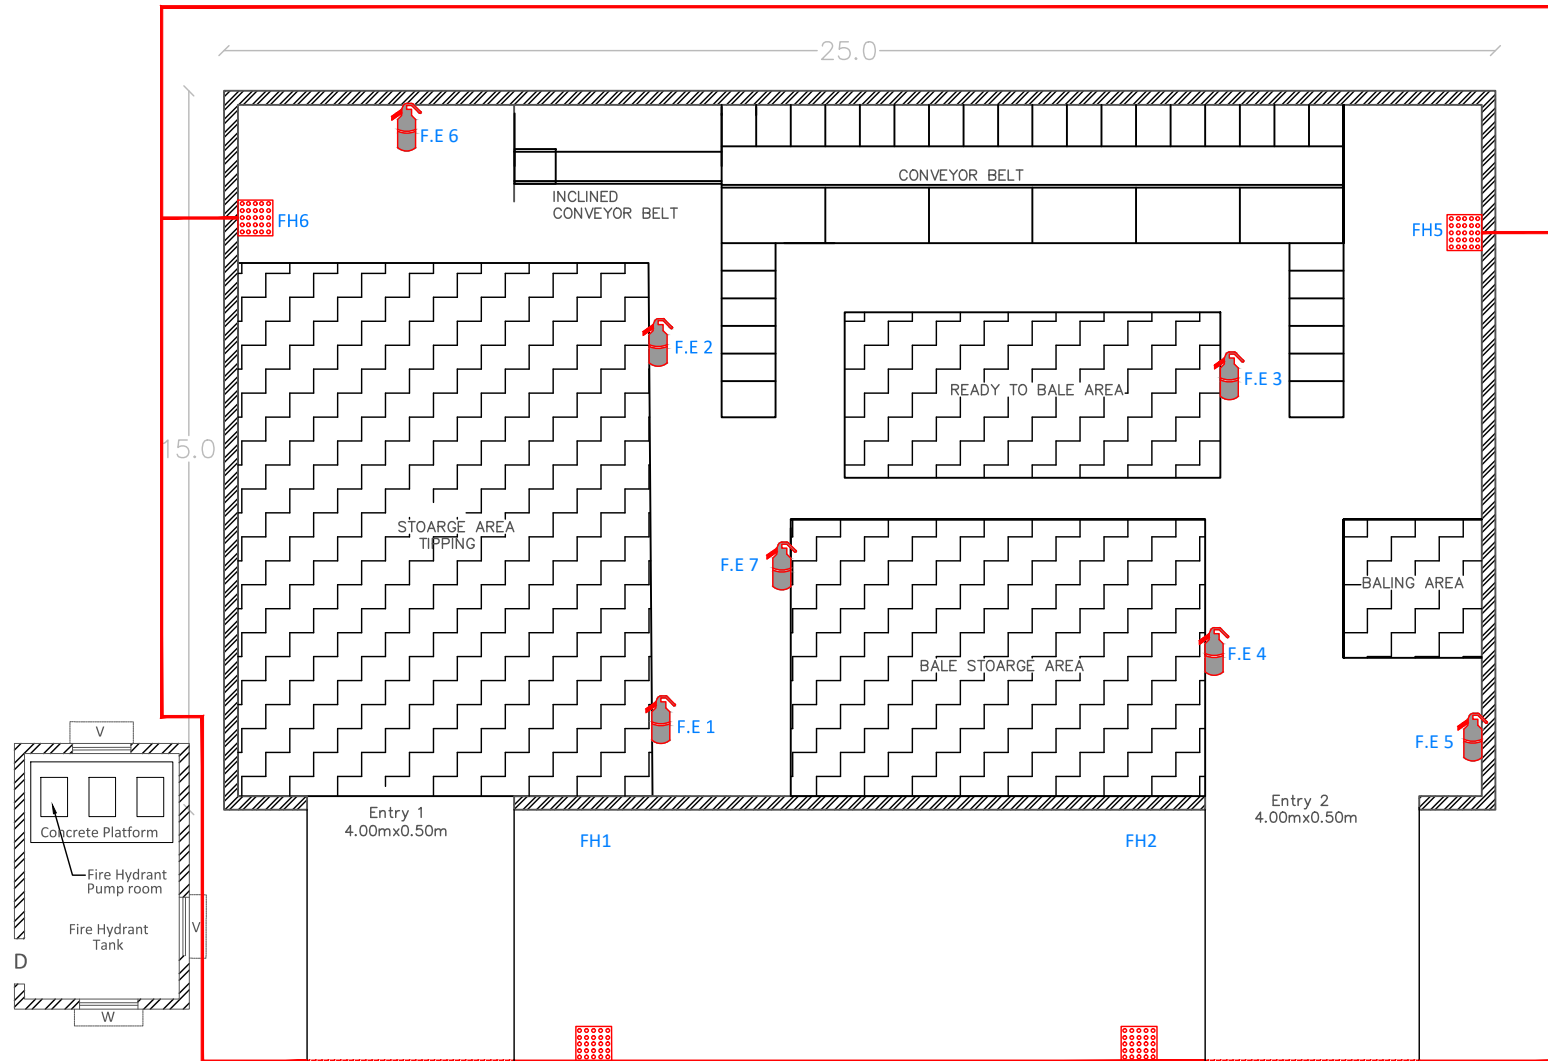 25.0
F.E 6
CONVEYOR BELT
INCLINED
CONVEYOR BELT
FH6
FH5
F.E 2
F.E 3
READY TO BALE AREA
15.0
STOARGE AREA
TIPPING
F.E 7
BALING AREA
F.E 4
BALE STOARGE AREA
F.E 1
F.E 5
V
Entry 1
4.00mx0.50m
Entry 2
4.00mx0.50m
Concrete Platform
FH1
FH2
Fire Hydrant
Pump room
V
Fire Hydrant
Tank
D
W